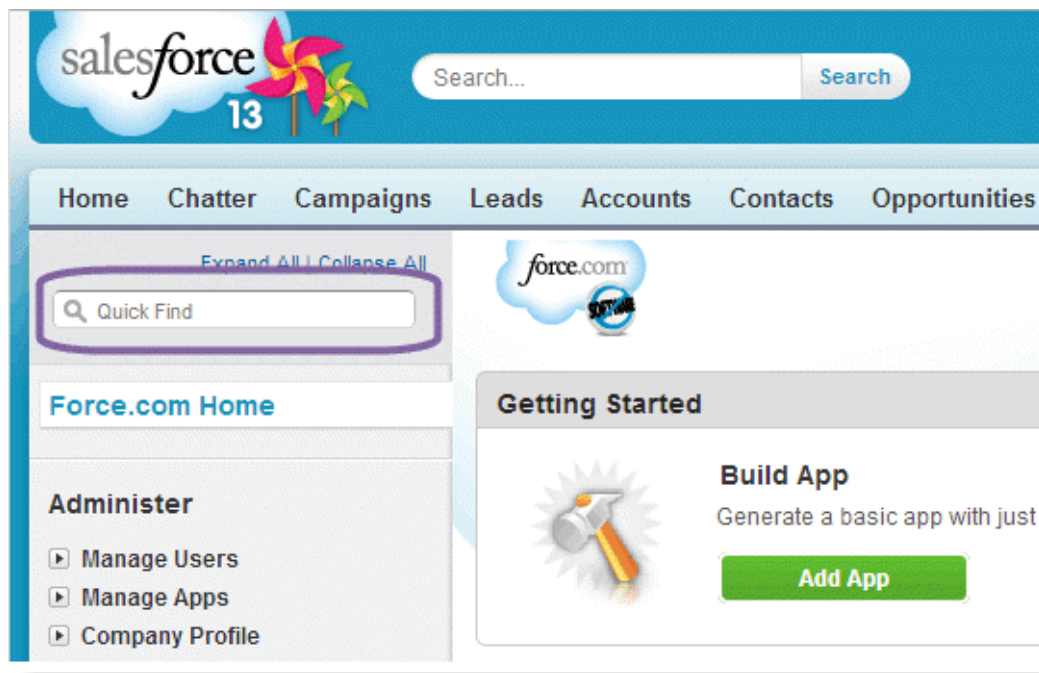 salesforce
13
Search...
Search
Home Chatter Campaigns Leads Accounts Contacts Opportunities
Expand All | Collapse All
Quick Find
force.com
SOFTWARE
Force.com Home
Getting Started
Build App
Generate a basic app with just
Add App
Administer
Manage Users
Manage Apps
Company Profile